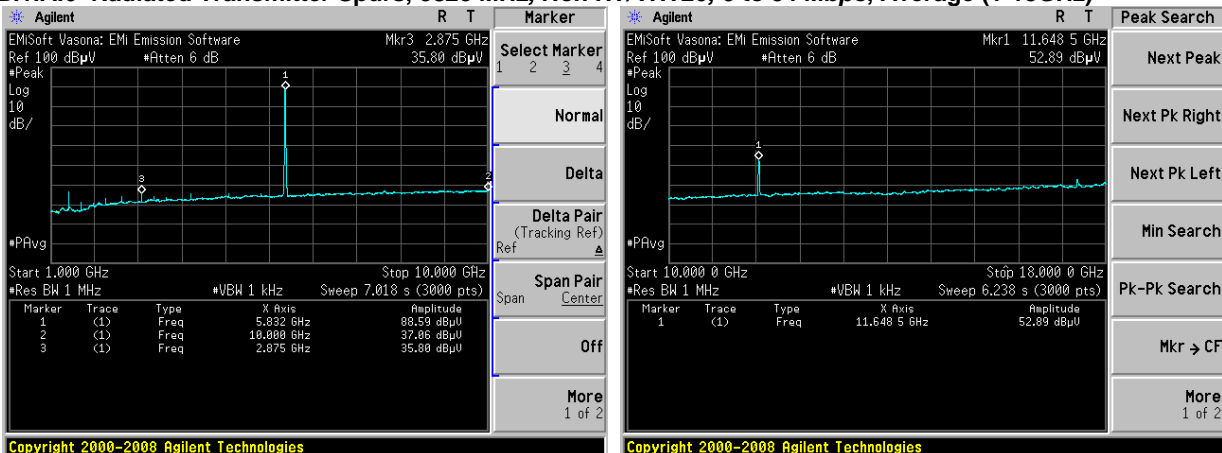 Agilent R T Marker
EMiSoft Vasona: EMi Emission Software Mkr3 2.875 GHz
Ref 100 dBµV #Atten 6 dB 35.80 dBµV
#Peak
Log
10
dB/
1
3
2
#PAvg
Start 1.000 GHz Stop 10.000 GHz
#Res BW 1 MHz #VBW 1 kHz Sweep 7.018 s (3000 pts)
Marker Trace Type X Axis Amplitude
1 (1) Freq 5.832 GHz 88.59 dBµV
2 (1) Freq 10.000 GHz 37.06 dBµV
3 (1) Freq 2.875 GHz 35.80 dBµV
Copyright 2000-2008 Agilent Technologies
Select Marker
1 2 3 4
Normal
Delta
Delta Pair
(Tracking Ref)
Ref Δ
Span Pair
Span Center
Off
More
1 of 2
Agilent R T Peak Search
EMiSoft Vasona: EMi Emission Software Mkr1 11.648 5 GHz
Ref 100 dBµV #Atten 6 dB 52.89 dBµV
#Peak
Log
10
dB/
1
#PAvg
Start 10.000 0 GHz Stop 18.000 0 GHz
#Res BW 1 MHz #VBW 1 kHz Sweep 6.238 s (3000 pts)
Marker Trace Type X Axis Amplitude
1 (1) Freq 11.648 5 GHz 52.89 dBµV
Copyright 2000-2008 Agilent Technologies
Next Peak
Next Pk Right
Next Pk Left
Min Search
Pk-Pk Search
Mkr → CF
More
1 of 2